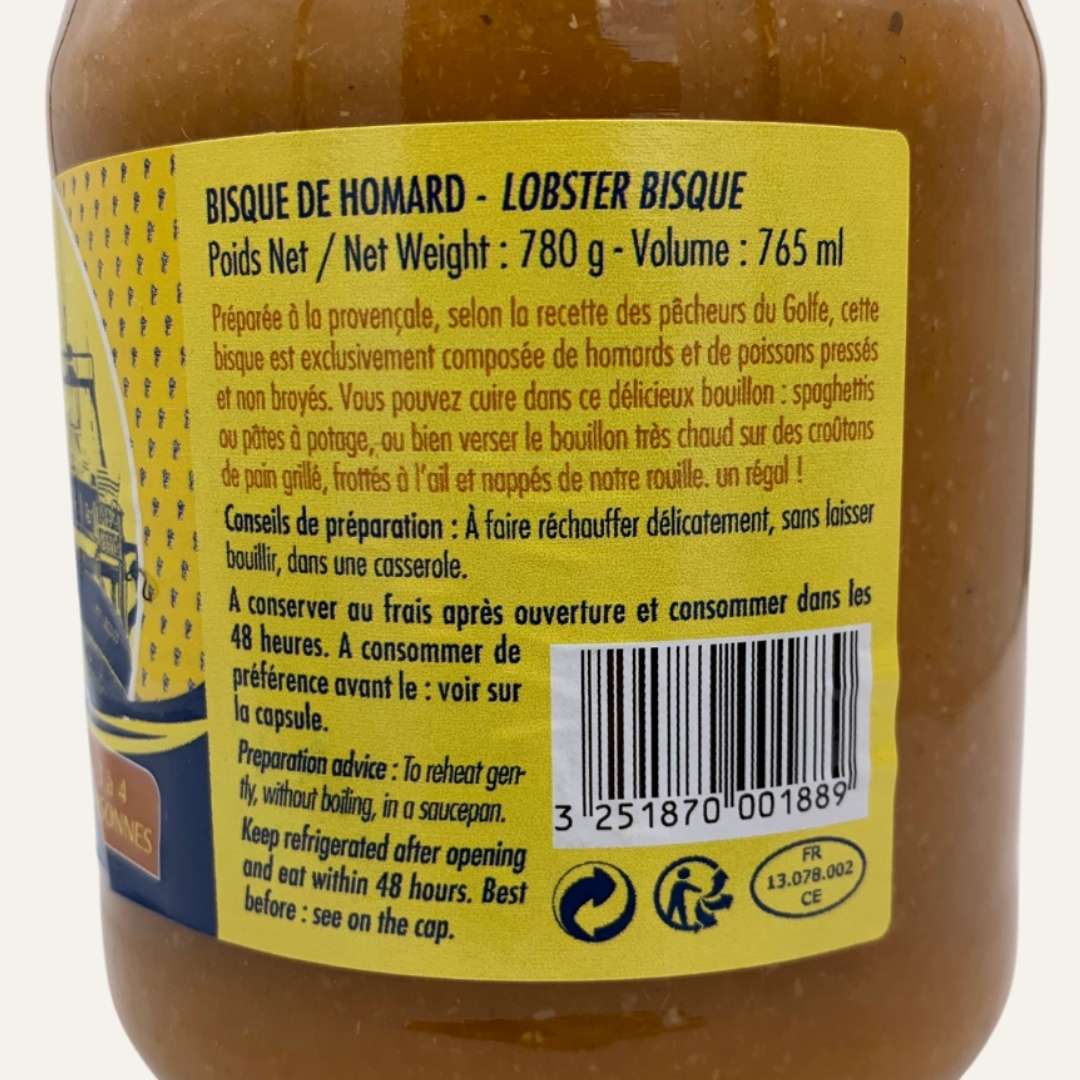 BISQUE DE HOMARD - LOBSTER BISQUE
Poids Net / Net Weight : 780 g - Volume : 765 ml
Préparée à la provençale, selon la recette des pêcheurs du Golfe, cette
bisque est exclusivement composée de homards et de poissons pressés
et non broyés. Vous pouvez cuire dans ce délicieux bouillon : spaghettis
ou pâtes à potage, ou bien verser le bouillon très chaud sur des croûtons
de pain grillé, frottés à l'ail et nappés de notre rouille. un régal !
Conseils de préparation : À faire réchauffer délicatement, sans laisser
bouillir, dans une casserole.
A conserver au frais après ouverture et consommer dans les
48 heures. A consommer de
préférence avant le : voir sur
la capsule.
Preparation advice : To reheat gen-
tly, without boiling, in a saucepan.
Keep refrigerated after opening
and eat within 48 hours. Best
before : see on the cap.
3 251870 001889
FR
13.078.002
CE
à 4